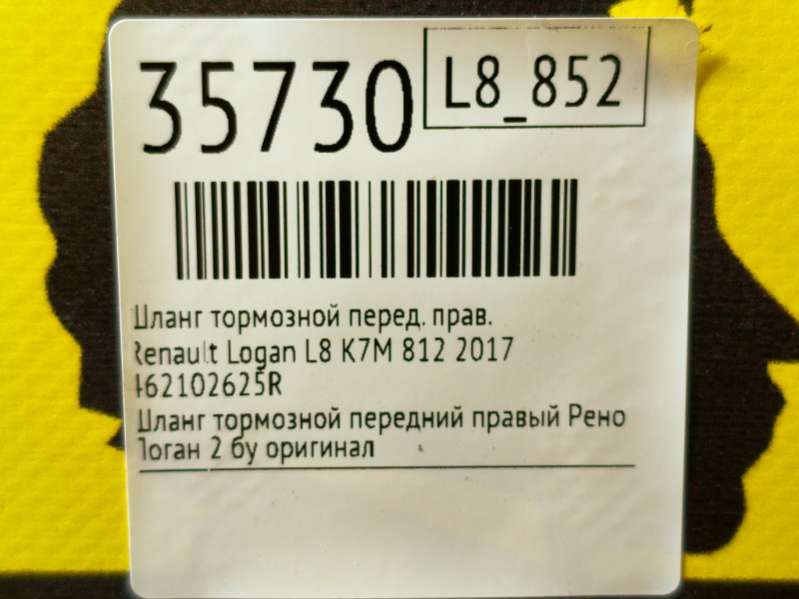 35730
L8_852
Шланг тормозной перед. прав.
Renault Logan L8 K7M 812 2017
462102625R
Шланг тормозной передний правый Рено
Логан 2 бу оригинал